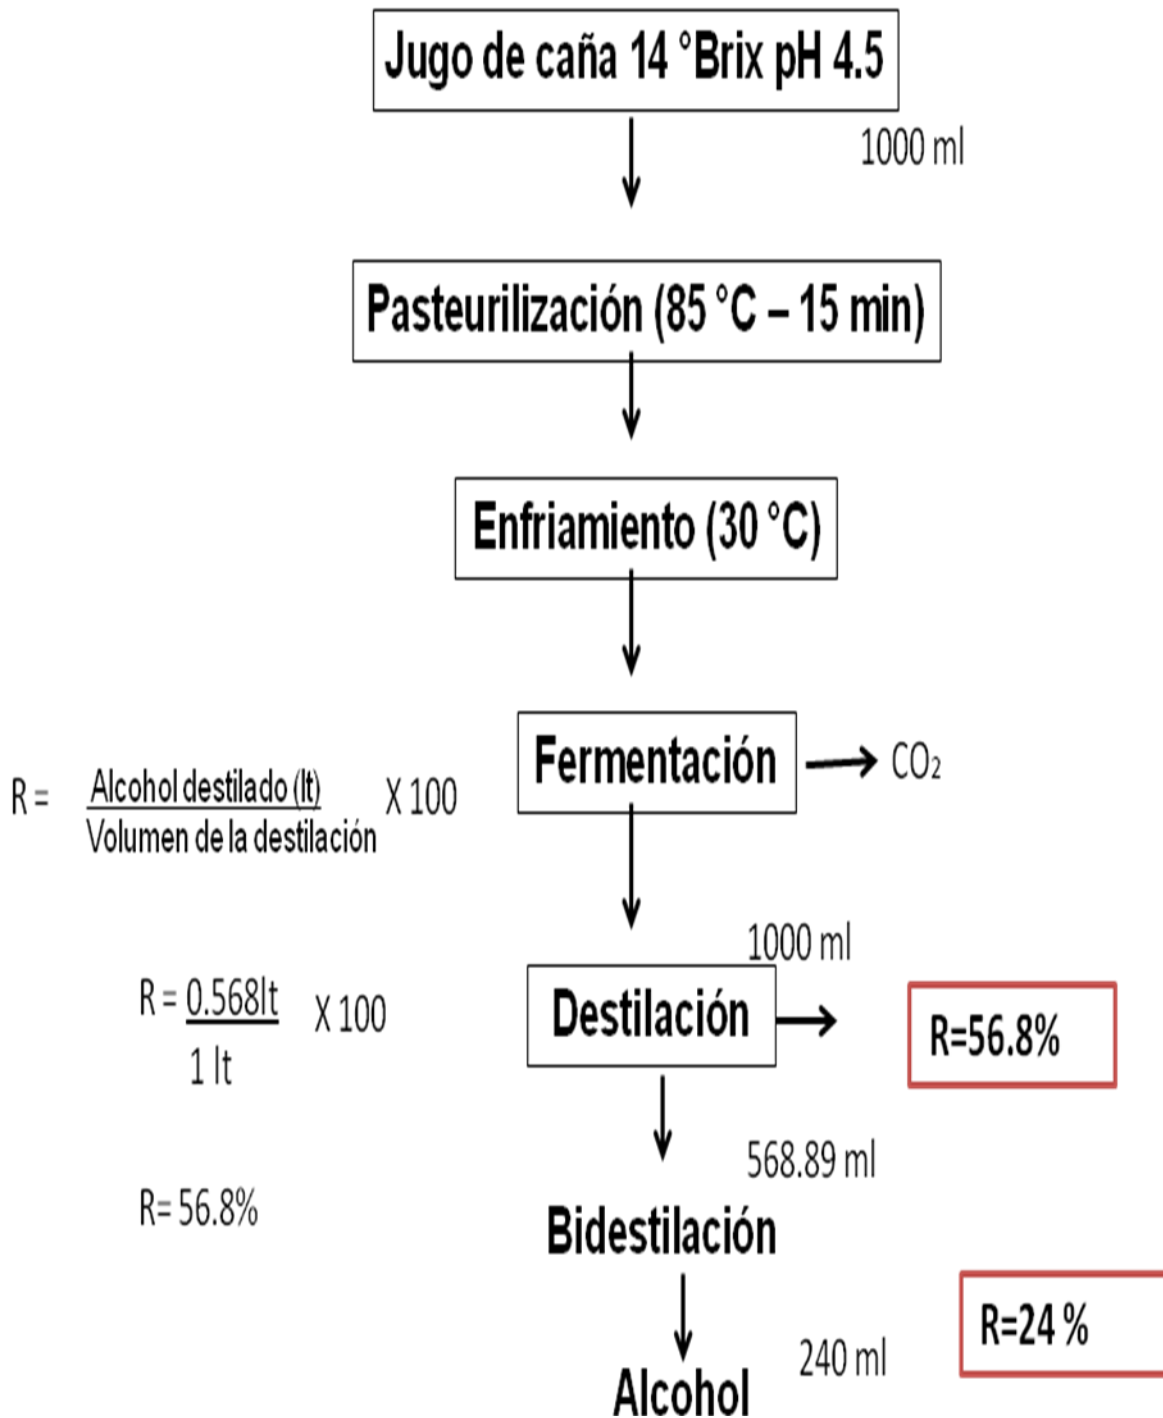 Jugo de caña 14 °Brix pH 4.5
1000 ml
Pasteurilización (85 °C – 15 min)
Enfriamiento (30 °C)
Fermentación
CO₂
R = Alcohol destilado (lt) X 100
Volumen de la destilación
1000 ml
Destilación
R = 0.568lt X 100
1 lt
R=56.8%
568.89 ml
R= 56.8%
Bidestilación
R=24 %
240 ml
Alcohol